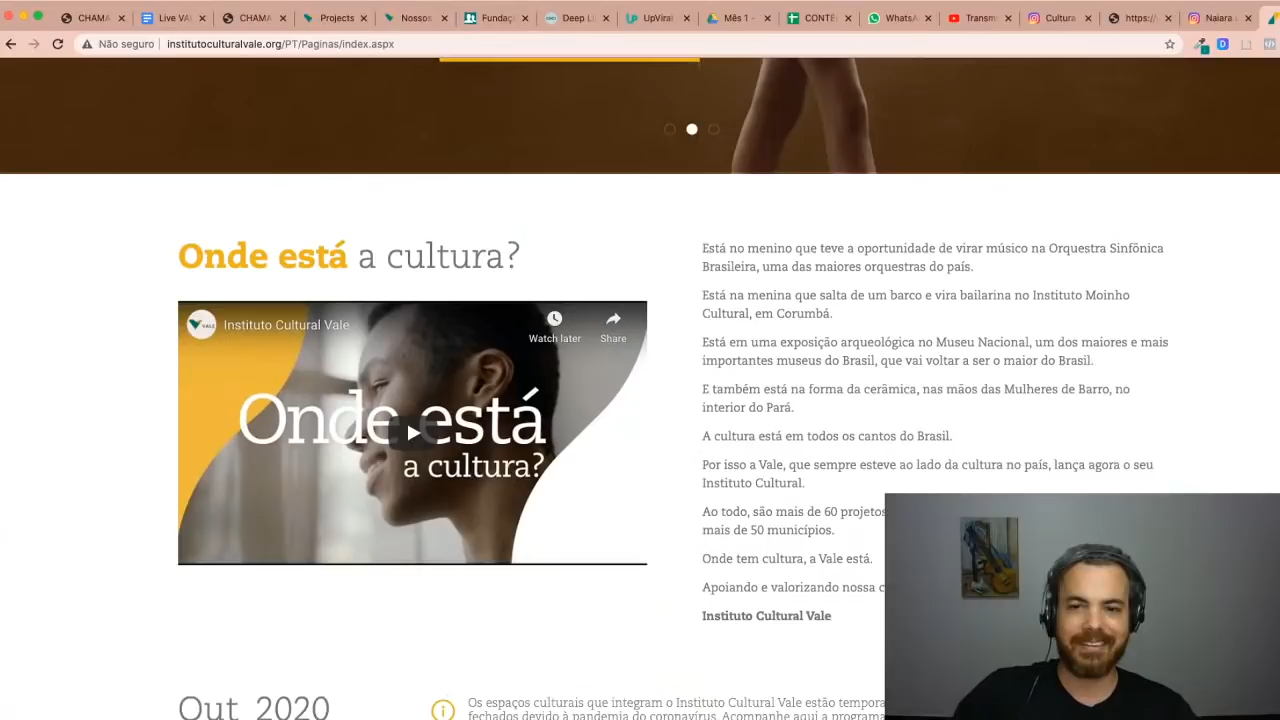 CHAMA
Live VA
CHAMA
Projects
Nossos
Fundaç
Deep Li
UpViral
Mês 1 -
CONTE
WhatsA
Transm
Cultura
https://
Naiara
Não seguro
institutoculturalvale.org/PT/Paginas/index.aspx
Onde está a cultura?
VALE
Instituto Cultural Vale
Watch later
Share
Onde está
a cultura?
Está no menino que teve a oportunidade de virar músico na Orquestra Sinfônica
Brasileira, uma das maiores orquestras do país.
Está na menina que salta de um barco e vira bailarina no Instituto Moinho
Cultural, em Corumbá.
Está em uma exposição arqueológica no Museu Nacional, um dos maiores e mais
importantes museus do Brasil, que vai voltar a ser o maior do Brasil.
E também está na forma da cerâmica, nas mãos das Mulheres de Barro, no
interior do Pará.
A cultura está em todos os cantos do Brasil.
Por isso a Vale, que sempre esteve ao lado da cultura no país, lança agora o seu
Instituto Cultural.
Ao todo, são mais de 60 projetos
mais de 50 municípios.
Onde tem cultura, a Vale está.
Apoiando e valorizando nossa c
Instituto Cultural Vale
Out 2020
Os espaços culturais que integram o Instituto Cultural Vale estão tempora
fechados devido à pandemia do coronavírus. Acompanhe aqui a programa